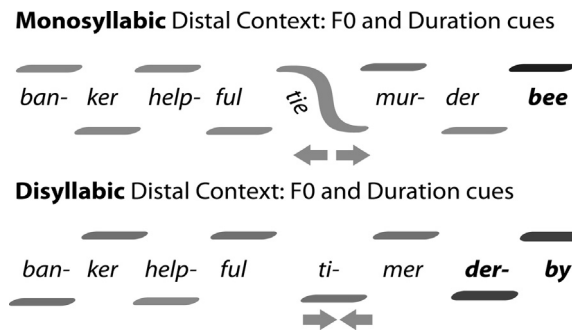 Monosyllabic Distal Context: F0 and Duration cues
ban- ker help- ful tie mur- der bee
Disyllabic Distal Context: F0 and Duration cues
ban- ker help- ful ti- mer der- by